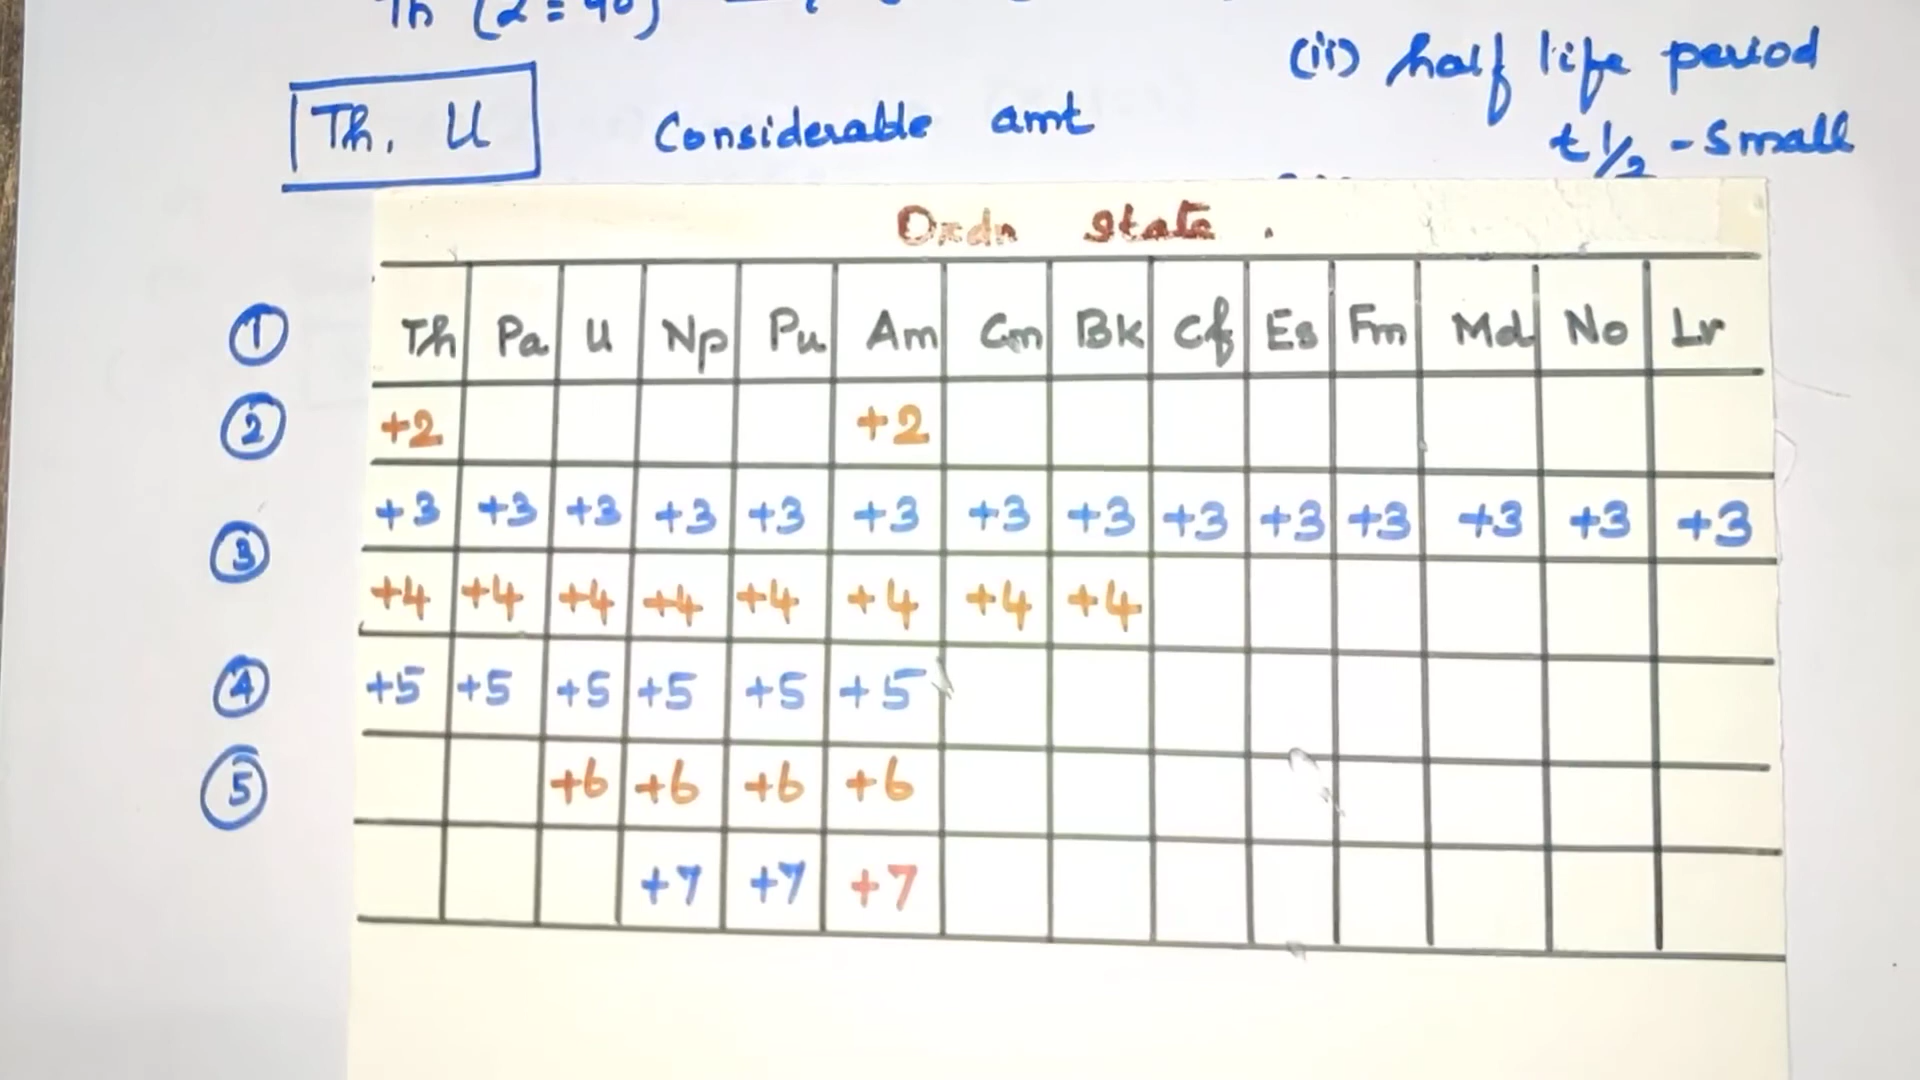 Th (Z = 90)
(ii) half life period
Th, U Considerable amt
t 1/2 - small
Oxdn state.
① Th Pa U Np Pu Am Cm Bk Cf Es Fm Md No Lr
② +2 +2
+3 +3 +3 +3 +3 +3 +3 +3 +3 +3 +3 +3 +3 +3
③
+4 +4 +4 +4 +4 +4 +4 +4
④ +5 +5 +5 +5 +5 +5
⑤ +6 +6 +6 +6
+7 +7 +7